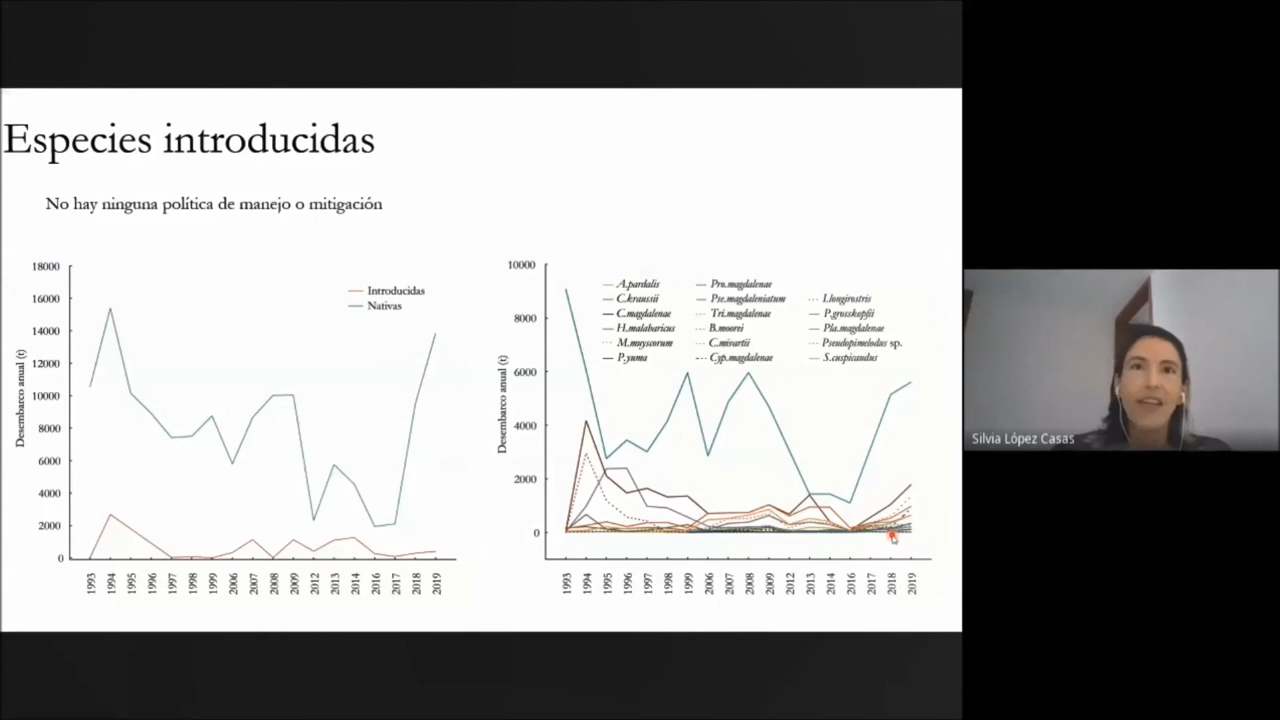 Especies introducidas
No hay ninguna política de manejo o mitigación
Desembarco anual (t)
18000
16000
14000
12000
10000
8000
6000
4000
2000
0
Introducidas
Nativas
1993 1994 1995 1996 1997 1998 1999 2006 2007 2008 2009 2012 2013 2014 2016 2017 2018 2019
Desembarco anual (t)
10000
8000
6000
4000
2000
0
A.pardalis Pro.magdalenae
C.kraussii Pse.magdaleniatum I.longirostris
C.magdalenae Tri.magdalenae P.grosskopfii
H.malabaricus B.moorei Pla.magdalenae
M.muyscorum C.mivartii Pseudopimelodus sp.
P.yuma Cyp.magdalenae S.cuspicaudus
1993 1994 1995 1996 1997 1998 1999 2006 2007 2008 2009 2012 2013 2014 2016 2017 2018 2019
Silvia López Casas